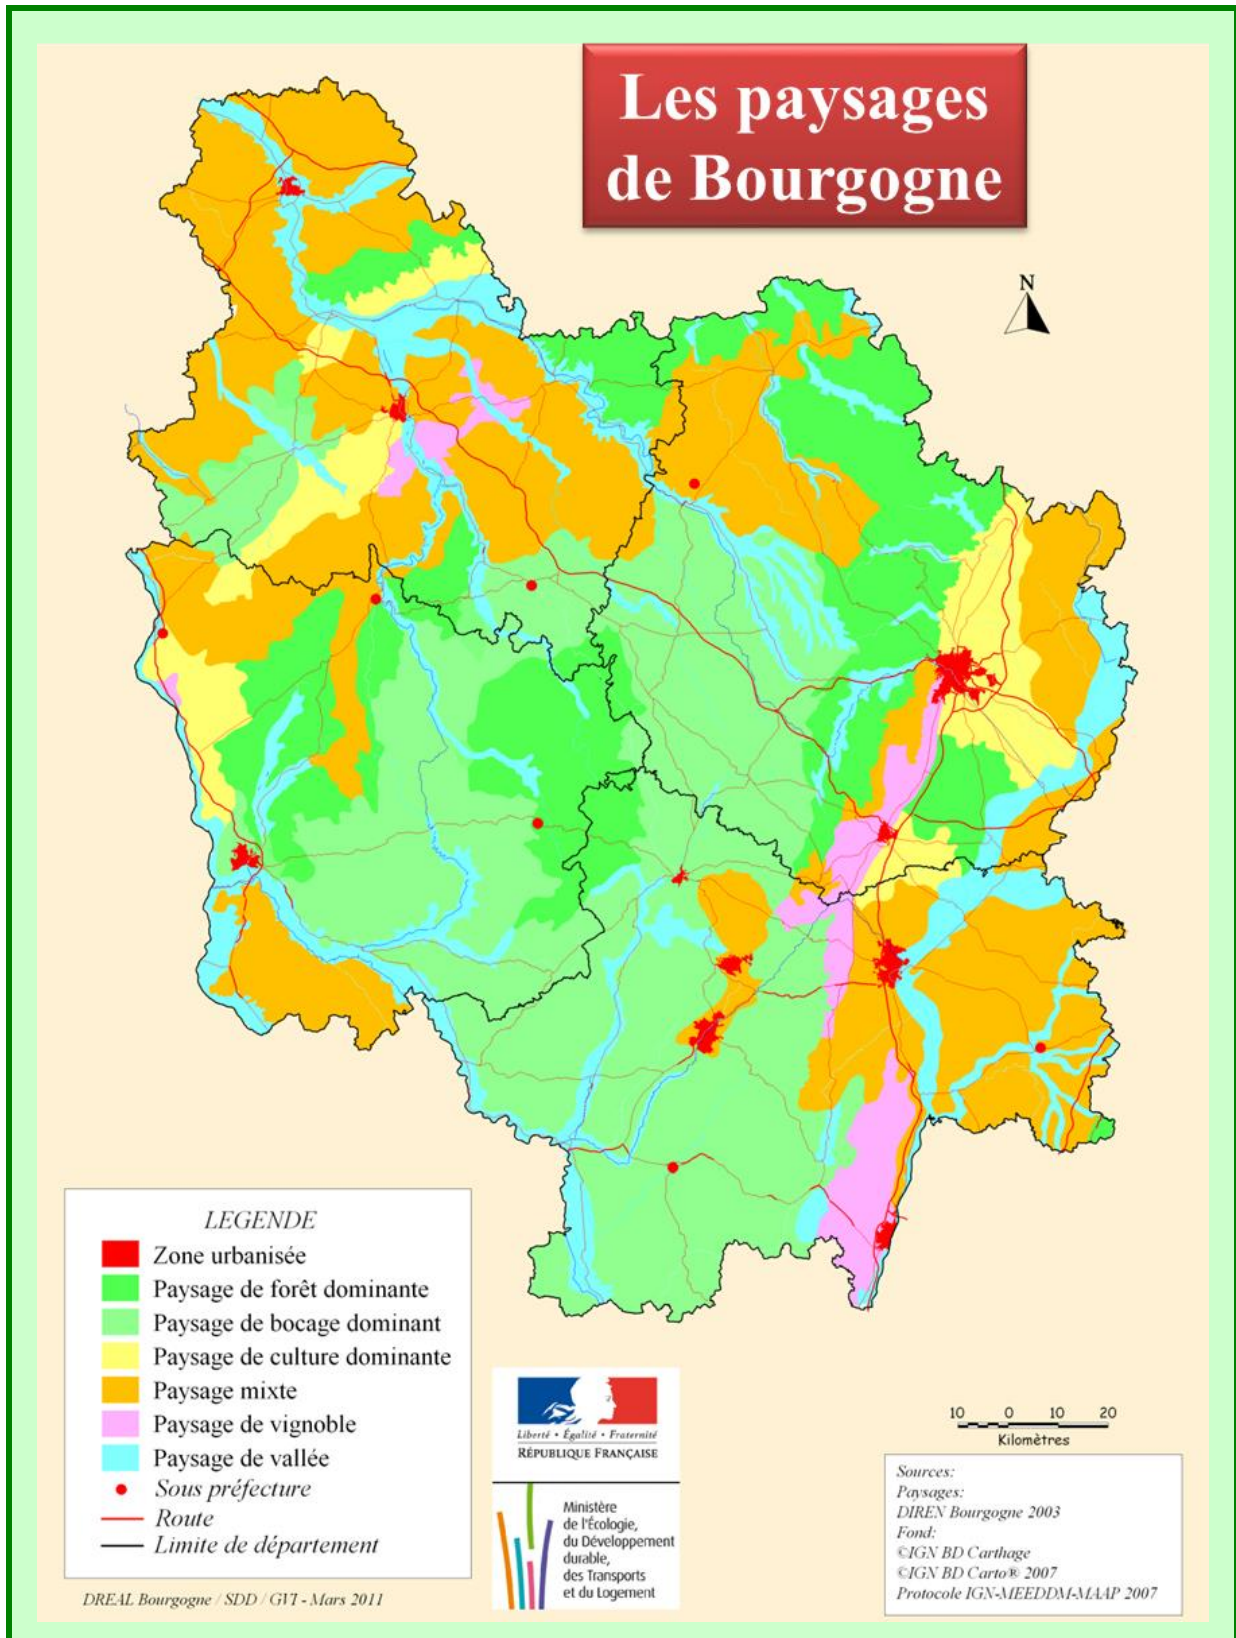 Les paysages
de Bourgogne
N
LEGENDE
Zone urbanisée
Paysage de forêt dominante
Paysage de bocage dominant
Paysage de culture dominante
Paysage mixte
Paysage de vignoble
Paysage de vallée
Sous préfecture
Route
Limite de département
DREAL Bourgogne / SDD / GVI - Mars 2011
Liberté • Égalité • Fraternité
RÉPUBLIQUE FRANÇAISE
Ministère
de l'Écologie,
du Développement
durable,
des Transports
et du Logement
10 0 10 20
Kilomètres
Sources:
Paysages:
DIREN Bourgogne 2003
Fond:
©IGN BD Carthage
©IGN BD Carto® 2007
Protocole IGN-MEEDDM-MAAP 2007